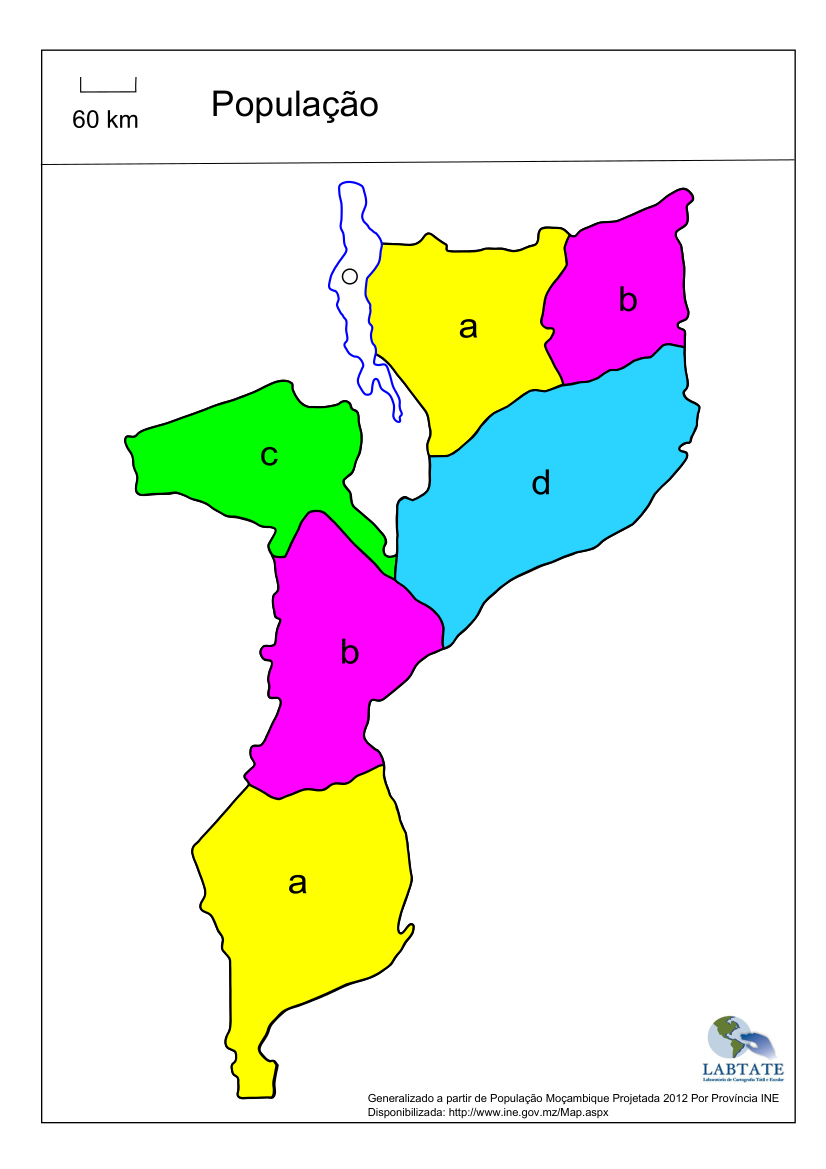 60 km
População
b
a
c
d
b
a
LABTATE
Laboratório de Cartografia Tátil e Escolar
Generalizado a partir de População Moçambique Projetada 2012 Por Província INE
Disponibilizada: http://www.ine.gov.mz/Map.aspx